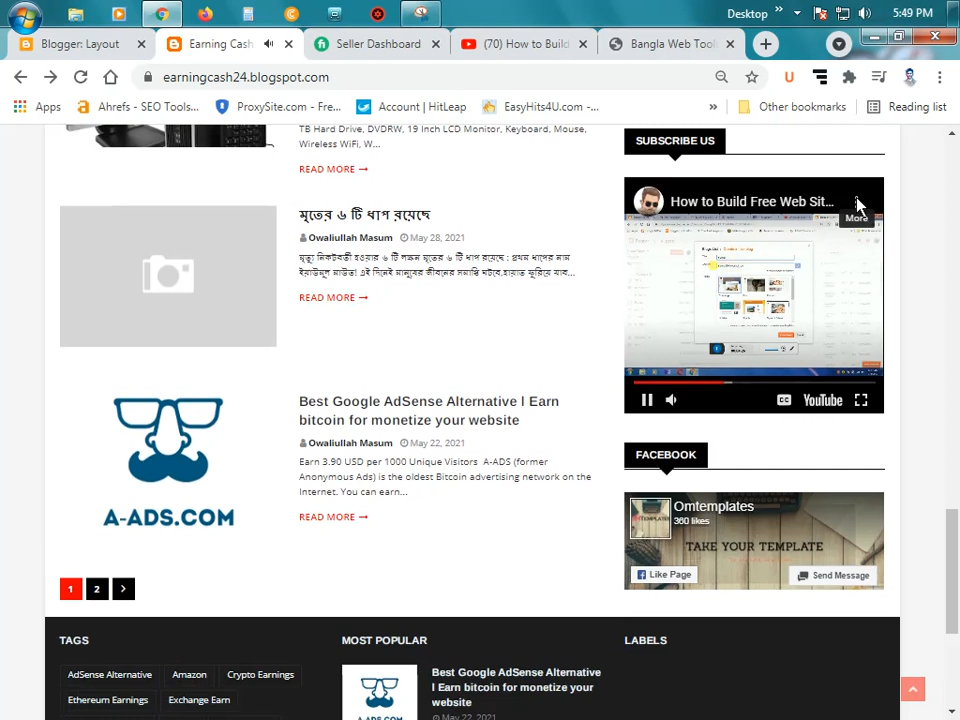 Desktop
»
5:49 PM
Blogger: Layout
Earning Cash
Seller Dashboard
(70) How to Build
Bangla Web Tool
earningcash24.blogspot.com
Apps
Ahrefs - SEO Tools...
ProxySite.com - Fre...
Account | HitLeap
EasyHits4U.com -...
»
Other bookmarks
Reading list
TB Hard Drive, DVDRW, 19 Inch LCD Monitor, Keyboard, Mouse,
Wireless WiFi, W...
READ MORE →
মৃতের ৬ টি ধাপ রয়েছে
Owaliullah Masum May 28, 2021
READ MORE →
Best Google AdSense Alternative l Earn
bitcoin for monetize your website
Owaliullah Masum May 22, 2021
Earn 3.90 USD per 1000 Unique Visitors A-ADS (former
Anonymous Ads) is the oldest Bitcoin advertising network on the
Internet. You can earn...
READ MORE →
A-ADS.COM
1 2
SUBSCRIBE US
How to Build Free Web Sit...
More
CC YouTube
FACEBOOK
Omtemplates
360 likes
TAKE YOUR TEMPLATE
Like Page
Send Message
TAGS
AdSense Alternative
Amazon
Crypto Earnings
Ethereum Earnings
Exchange Earn
MOST POPULAR
Best Google AdSense Alternative
l Earn bitcoin for monetize your
website
May 22, 2021
LABELS